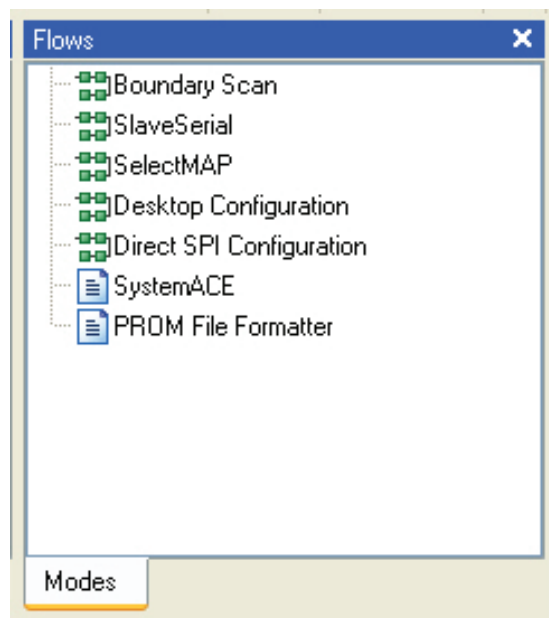 Flows
Boundary Scan
SlaveSerial
SelectMAP
Desktop Configuration
Direct SPI Configuration
SystemACE
PROM File Formatter
Modes